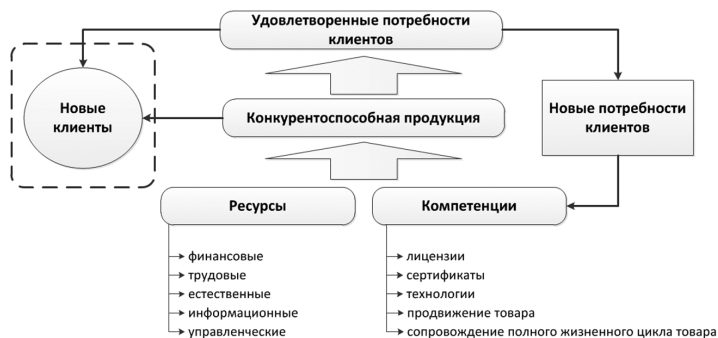 Удовлетворенные потребности
клиентов
Новые
клиенты
Конкурентоспособная продукция
Новые потребности
клиентов
Ресурсы
финансовые
трудовые
естественные
информационные
управленческие
Компетенции
лицензии
сертификаты
технологии
продвижение товара
сопровождение полного жизненного цикла товара